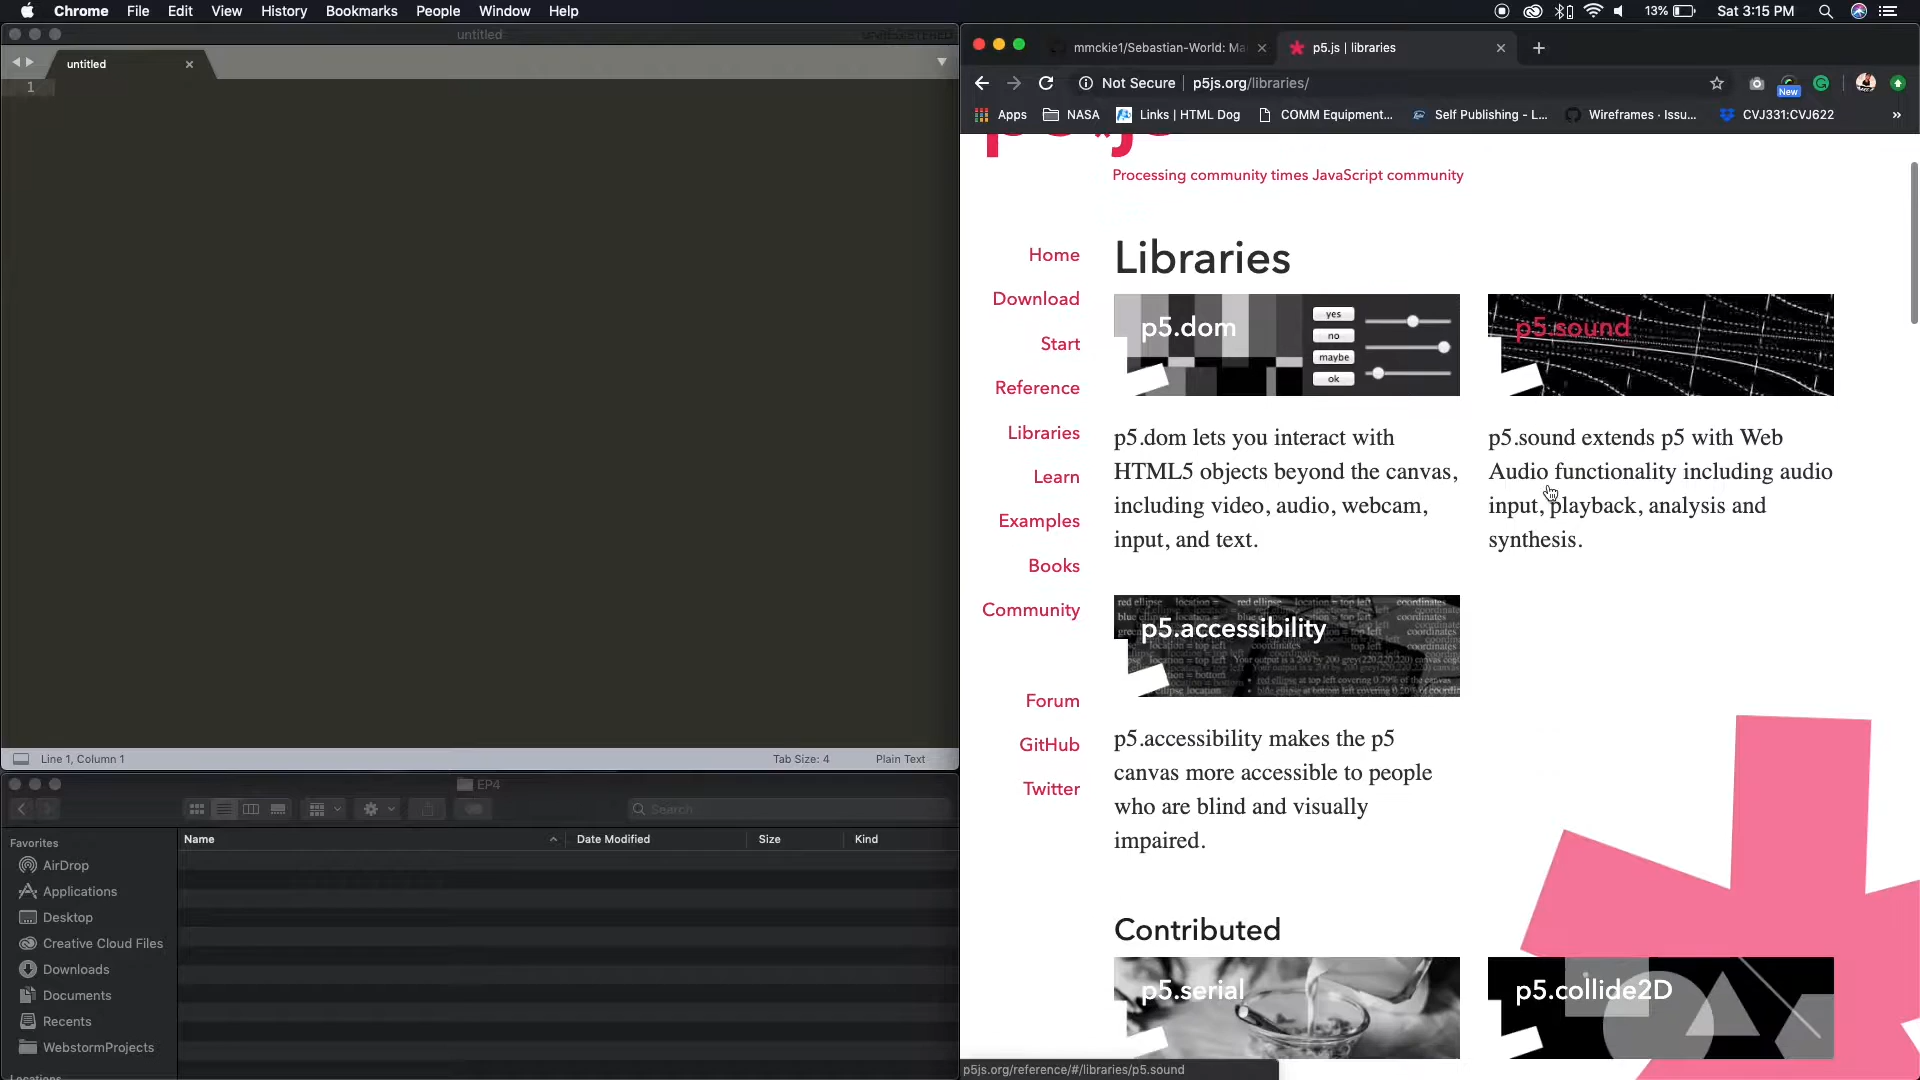 Chrome File Edit View History Bookmarks People Window Help
13% Sat 3:15 PM
untitled
UNREGISTERED
untitled
1
Line 1, Column 1
Tab Size: 4
Plain Text
EP4
Search
Favorites
AirDrop
Applications
Desktop
Creative Cloud Files
Downloads
Documents
Recents
WebstormProjects
Locations
Name
Date Modified
Size
Kind
mmckie1/Sebastian-World: Ma
p5.js | libraries
Not Secure
p5js.org/libraries/
New
Apps
NASA
Links | HTML Dog
COMM Equipment...
Self Publishing - L...
Wireframes · Issu...
CVJ331:CVJ622
»
p5.js
Processing community times JavaScript community
Home
Download
Start
Reference
Libraries
Learn
Examples
Books
Community
Forum
GitHub
Twitter
Libraries
p5.dom
yes
no
maybe
ok
p5.dom lets you interact with
HTML5 objects beyond the canvas,
including video, audio, webcam,
input, and text.
p5.sound
p5.sound extends p5 with Web
Audio functionality including audio
input, playback, analysis and
synthesis.
p5.accessibility
p5.accessibility makes the p5
canvas more accessible to people
who are blind and visually
impaired.
Contributed
p5.serial
p5.collide2D
p5js.org/reference/#/libraries/p5.sound